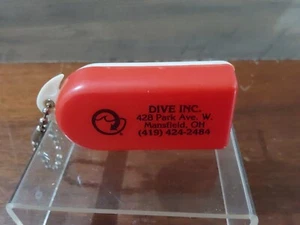 DIVE INC.
428 Park Ave. W.
Mansfield, OH
(419) 424-2484